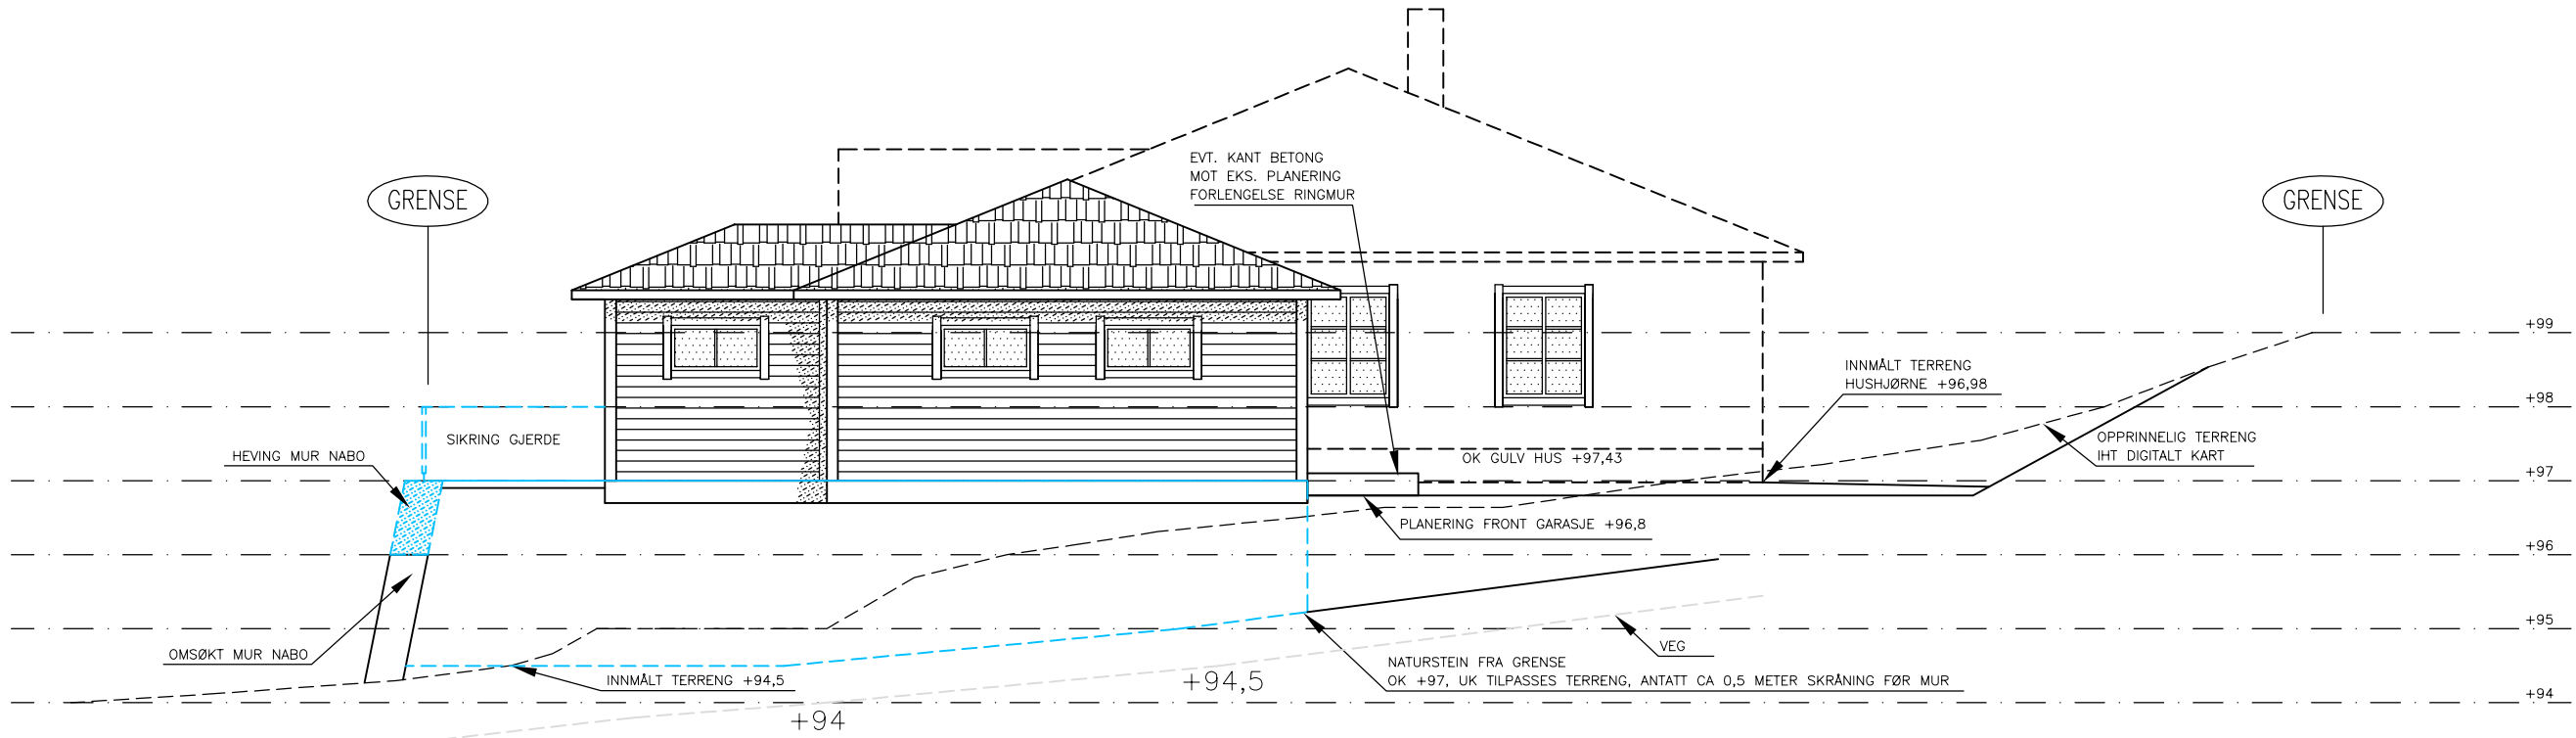 EVT. KANT BETONG
MOT EKS. PLANERING
FORLENGELSE RINGMUR
GRENSE
GRENSE
+99
INNMÅLT TERRENG
HUSHJØRNE +96,98
+98
SIKRING GJERDE
OPPRINNELIG TERRENG
IHT DIGITALT KART
HEVING MUR NABO
OK GULV HUS +97,43
+97
PLANERING FRONT GARASJE +96,8
+96
+95
OMSØKT MUR NABO
VEG
NATURSTEIN FRA GRENSE
OK +97, UK TILPASSES TERRENG, ANTATT CA 0,5 METER SKRÅNING FØR MUR
INNMÅLT TERRENG +94,5
+94,5
+94
+94